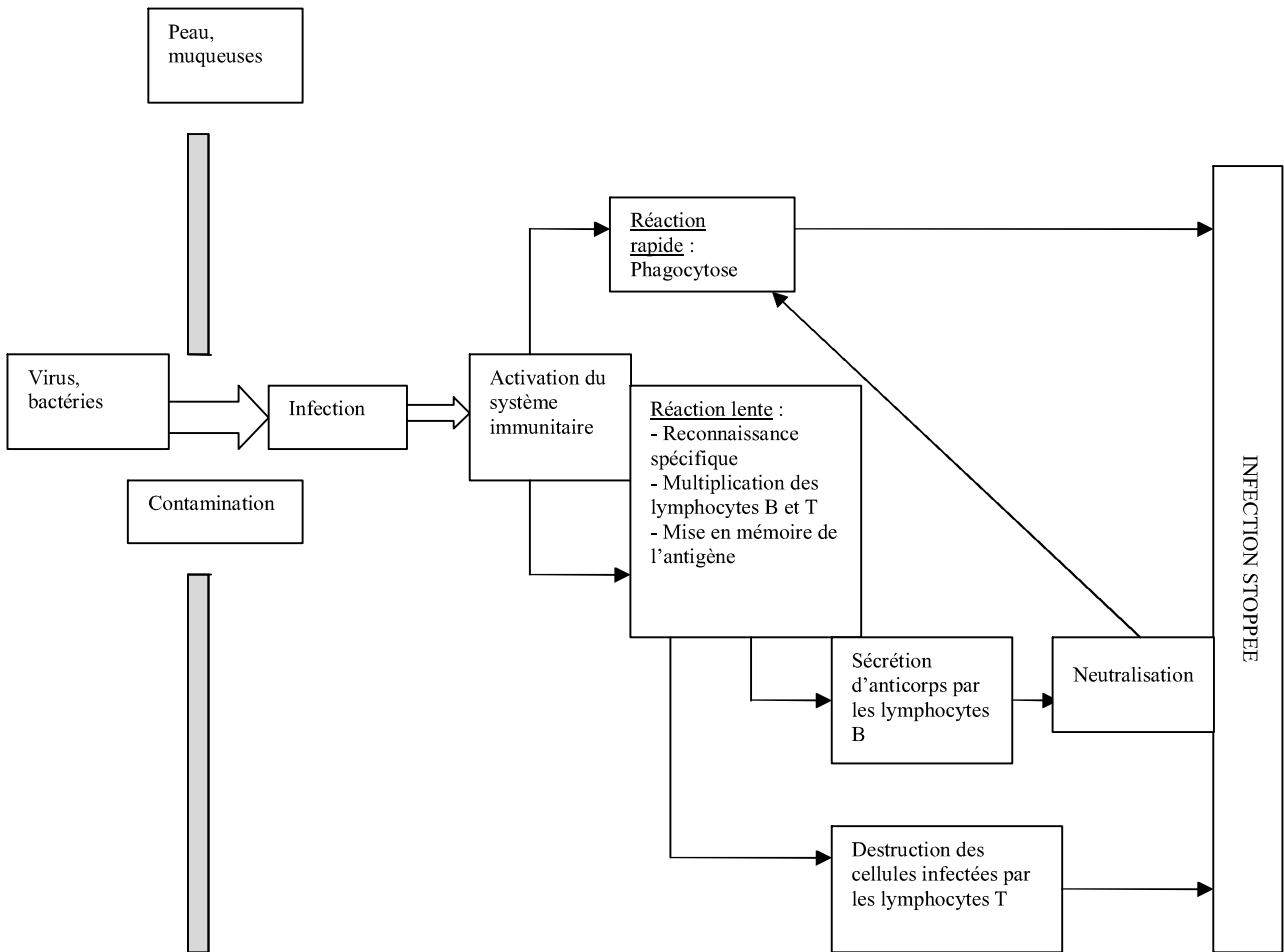 Peau,
muqueuses
Réaction
rapide :
Phagocytose
Virus,
bactéries
Infection
Activation du
système
immunitaire
Réaction lente :
- Reconnaissance
spécifique
- Multiplication des
lymphocytes B et T
- Mise en mémoire de
l’antigène
Contamination
Sécrétion
d’anticorps par
les lymphocytes
B
Neutralisation
Destruction des
cellules infectées par
les lymphocytes T
INFECTION STOPPEE